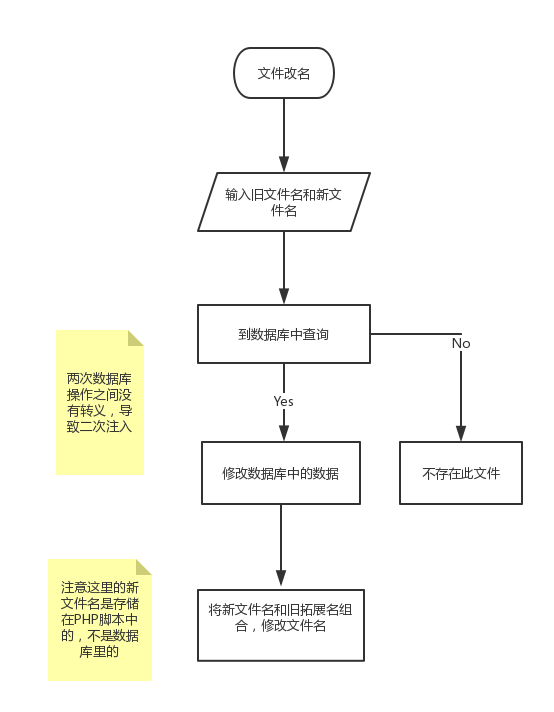 文件改名
输入旧文件名和新文
件名
到数据库中查询
No
两次数据库
操作之间没
有转义，导
致二次注入
Yes
修改数据库中的数据
不存在此文件
注意这里的新
文件名是存储
在PHP脚本中
的，不是数据
库里的
将新文件名和旧拓展名组
合，修改文件名